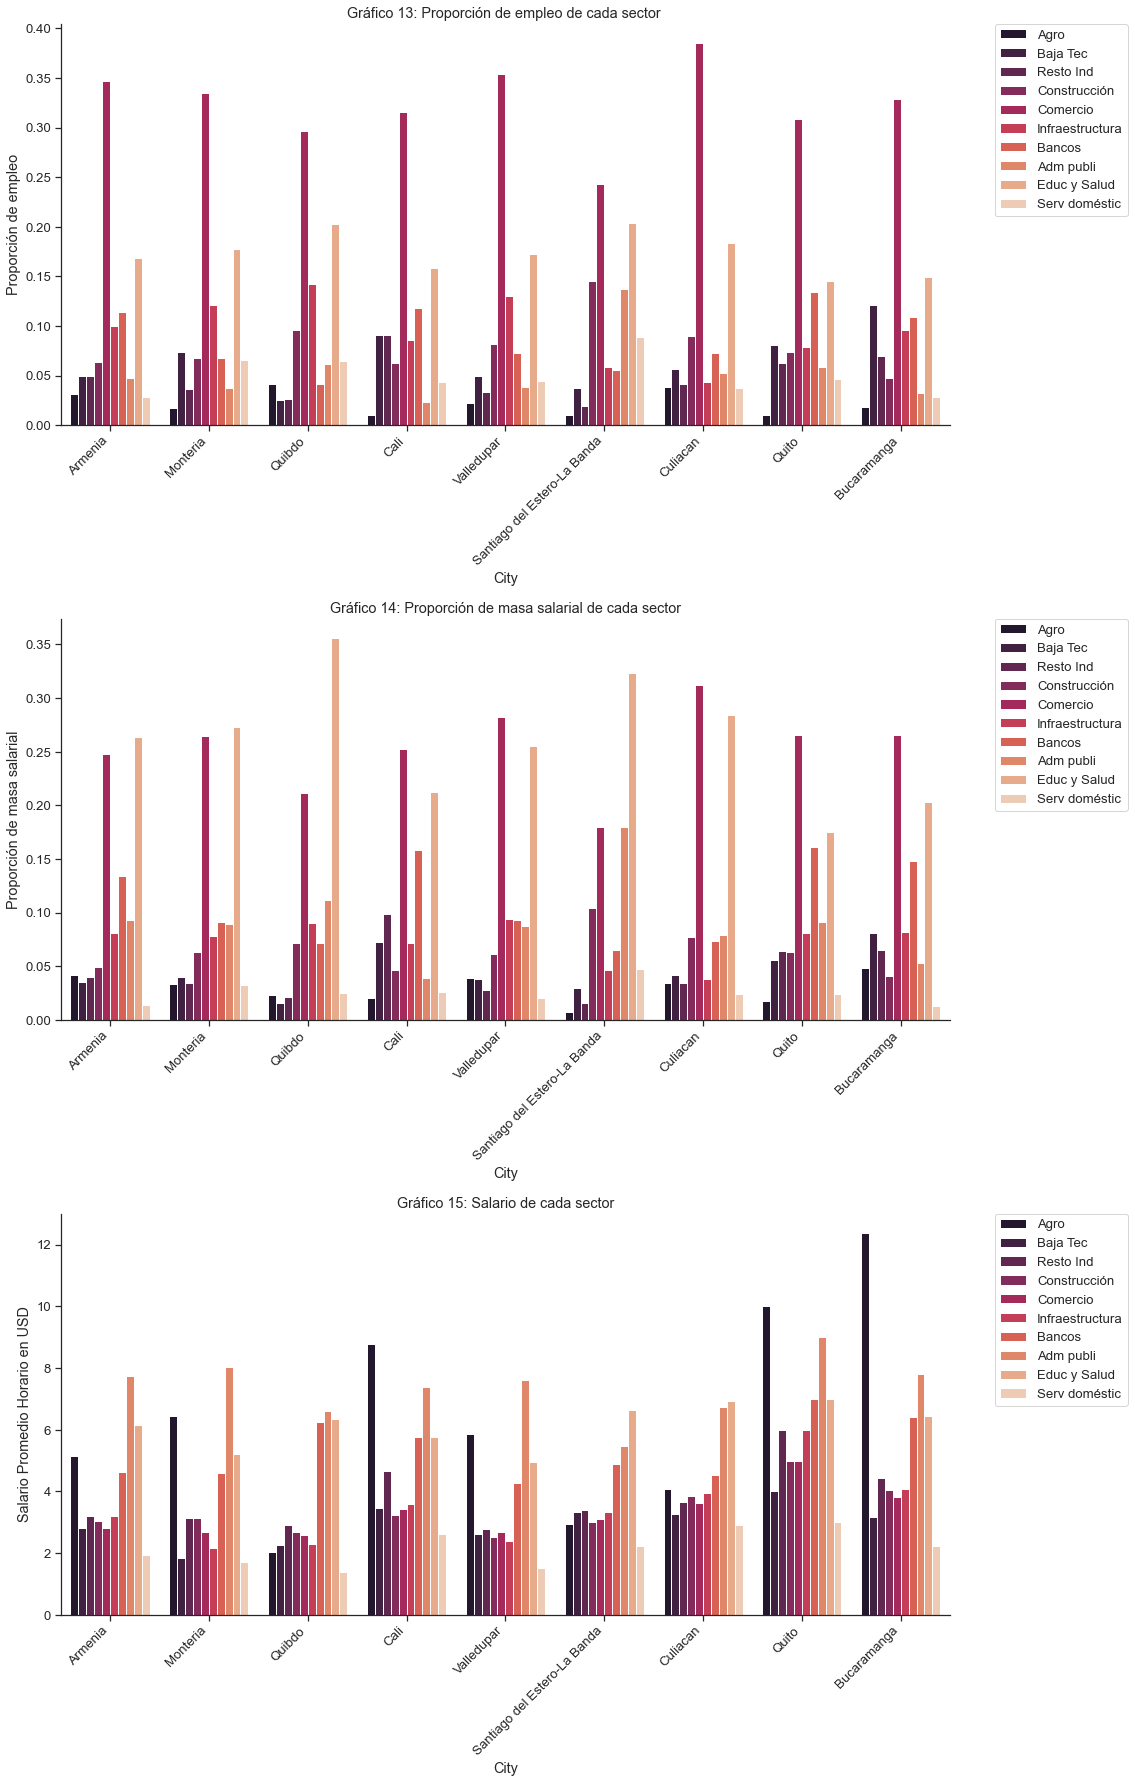 Gráfico 13: Proporción de empleo de cada sector
Proporción de empleo
0.40
0.35
0.30
0.25
0.20
0.15
0.10
0.05
0.00
Armenia
Monteria
Quibdo
Cali
Valledupar
Santiago del Estero-La Banda
Culiacan
Quito
Bucaramanga
City
Agro
Baja Tec
Resto Ind
Construcción
Comercio
Infraestructura
Bancos
Adm publi
Educ y Salud
Serv doméstic
Gráfico 14: Proporción de masa salarial de cada sector
Proporción de masa salarial
0.35
0.30
0.25
0.20
0.15
0.10
0.05
0.00
Armenia
Monteria
Quibdo
Cali
Valledupar
Santiago del Estero-La Banda
Culiacan
Quito
Bucaramanga
City
Agro
Baja Tec
Resto Ind
Construcción
Comercio
Infraestructura
Bancos
Adm publi
Educ y Salud
Serv doméstic
Gráfico 15: Salario de cada sector
Salario Promedio Horario en USD
12
10
8
6
4
2
0
Armenia
Monteria
Quibdo
Cali
Valledupar
Santiago del Estero-La Banda
Culiacan
Quito
Bucaramanga
City
Agro
Baja Tec
Resto Ind
Construcción
Comercio
Infraestructura
Bancos
Adm publi
Educ y Salud
Serv doméstic